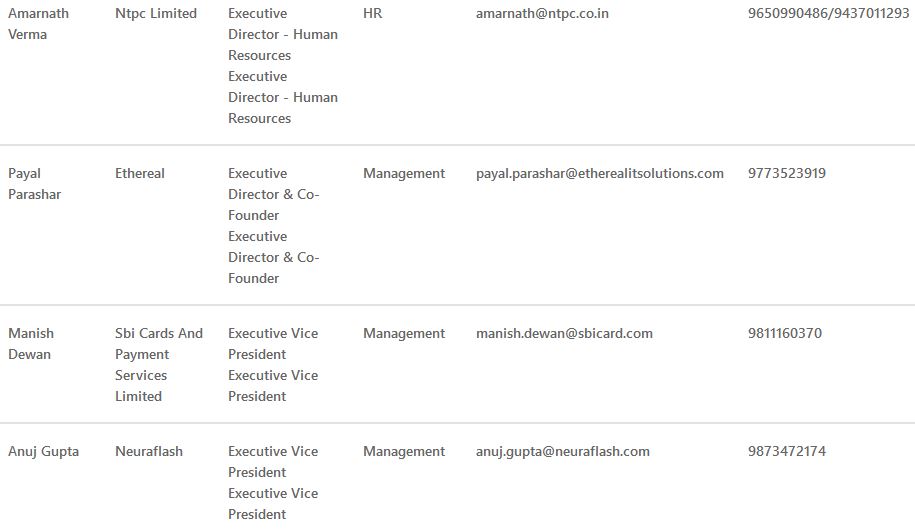 Amarnath Verma
Ntpc Limited
Executive Director - Human Resources
Executive Director - Human Resources
HR
amarnath@ntpc.co.in
9650990486/9437011293
Payal Parashar
Ethereal
Executive Director & Co-Founder
Executive Director & Co-Founder
Management
payal.parashar@etherealitsolutions.com
9773523919
Manish Dewan
Sbi Cards And Payment Services Limited
Executive Vice President
Executive Vice President
Management
manish.dewan@sbicard.com
9811160370
Anuj Gupta
Neuraflash
Executive Vice President
Executive Vice President
Management
anuj.gupta@neuraflash.com
9873472174